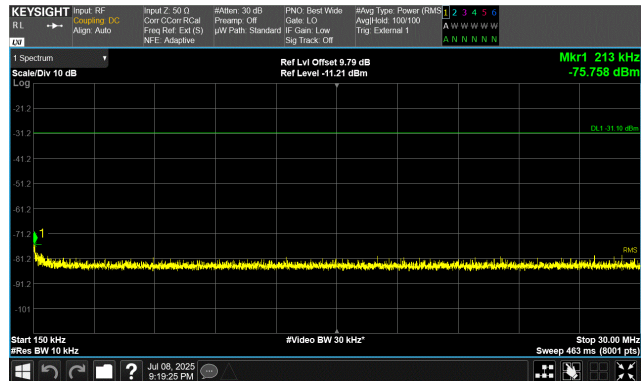 KEYSIGHT Input: RF Input Z: 50 Ω #Atten: 30 dB PNO: Best Wide #Avg Type: Power (RMS 1 2 3 4 5 6
RL Coupling: DC Corr CCorr RCal Preamp: Off Gate: LO Avg|Hold: 100/100 A W W W W W
Align: Auto Freq Ref: Ext (S) µW Path: Standard IF Gain: Low Trig: External 1
LXI NFE: Adaptive Sig Track: Off A N N N N N
1 Spectrum Ref Lvl Offset 9.79 dB Mkr1 213 kHz
Scale/Div 10 dB Ref Level -11.21 dBm -75.758 dBm
Log
-21.2
-31.2 DL1 -31.10 dBm
-41.2
-51.2
-61.2
-71.2 1
-81.2 RMS
-91.2
-101
Start 150 kHz #Video BW 30 kHz* Stop 30.00 MHz
#Res BW 10 kHz Sweep 463 ms (8001 pts)
? Jul 08, 2025
9:19:25 PM